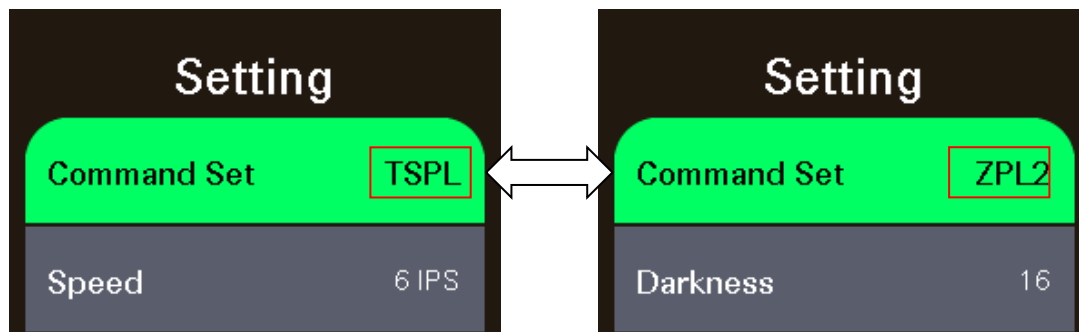 Setting
Command Set TSPL
Speed 6 IPS
Setting
Command Set ZPL2
Darkness 16